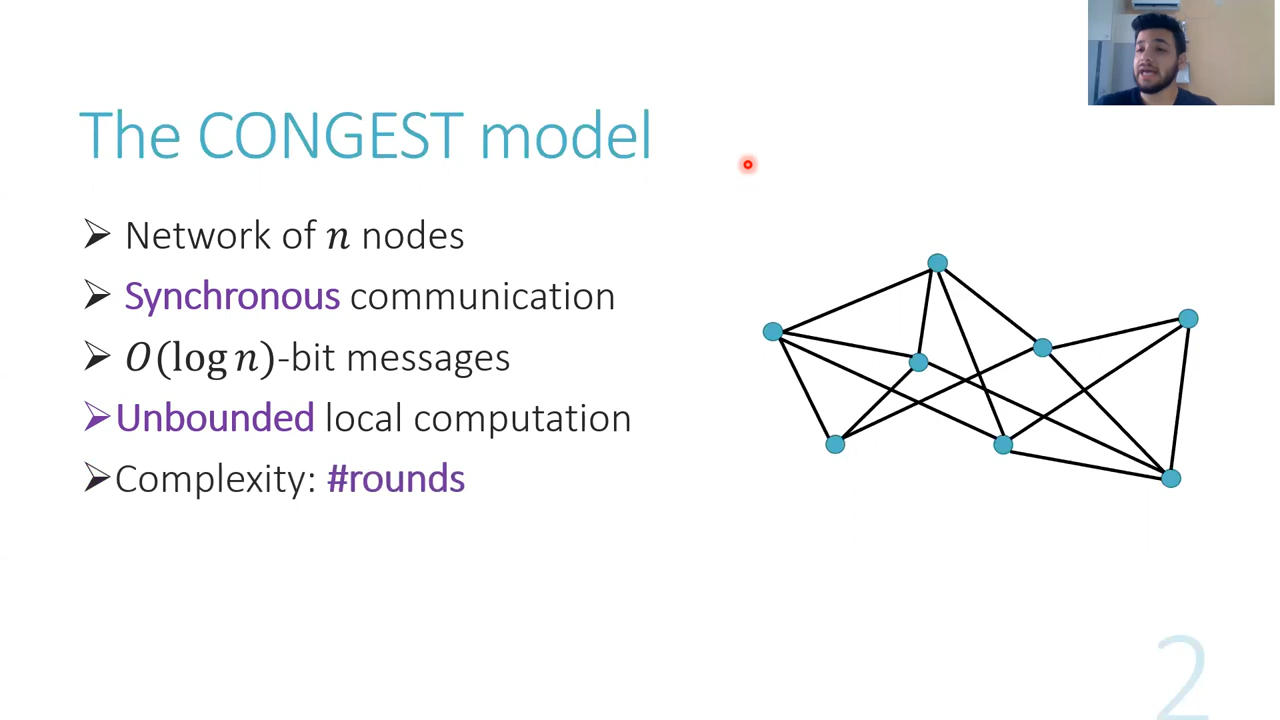 The CONGEST model
➢ Network of n nodes
➢ Synchronous communication
➢ O(log n)-bit messages
➢Unbounded local computation
➢Complexity: #rounds
2